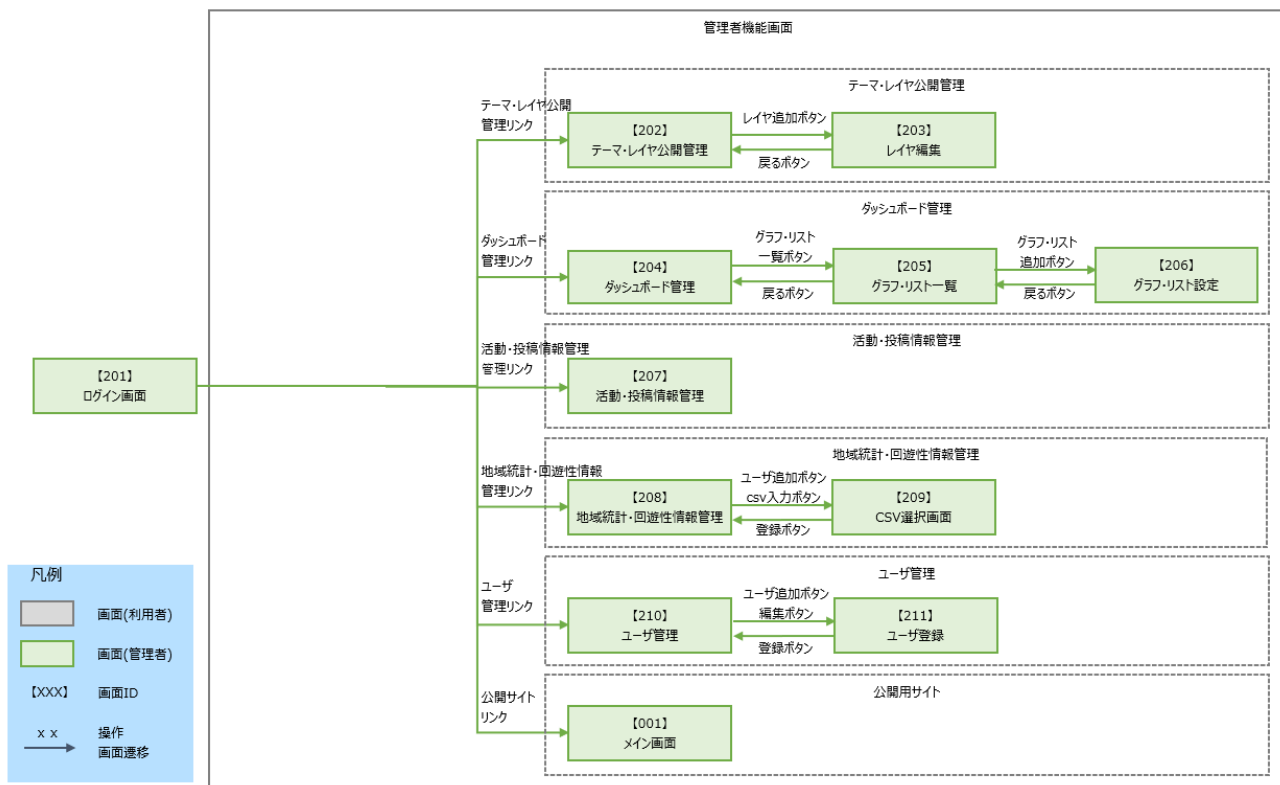 管理者機能画面
テーマ・レイヤ公開管理
テーマ・レイヤ公開
管理リンク
【202】
テーマ・レイヤ公開管理
レイヤ追加ボタン
戻るボタン
【203】
レイヤ編集
ダッシュボード管理
ダッシュボード
管理リンク
【204】
ダッシュボード管理
グラフ・リスト
一覧ボタン
戻るボタン
【205】
グラフ・リスト一覧
グラフ・リスト
追加ボタン
戻るボタン
【206】
グラフ・リスト設定
活動・投稿情報管理
活動・投稿情報管理
管理リンク
【207】
活動・投稿情報管理
【201】
ログイン画面
地域統計・回遊性情報管理
地域統計・回遊性情報
管理リンク
【208】
地域統計・回遊性情報管理
ユーザ追加ボタン
csv入力ボタン
登録ボタン
【209】
CSV選択画面
ユーザ管理
ユーザ
管理リンク
【210】
ユーザ管理
ユーザ追加ボタン
編集ボタン
登録ボタン
【211】
ユーザ登録
公開用サイト
公開サイト
リンク
【001】
メイン画面
凡例
画面(利用者)
画面(管理者)
【XXX】 画面ID
x x 操作
画面遷移